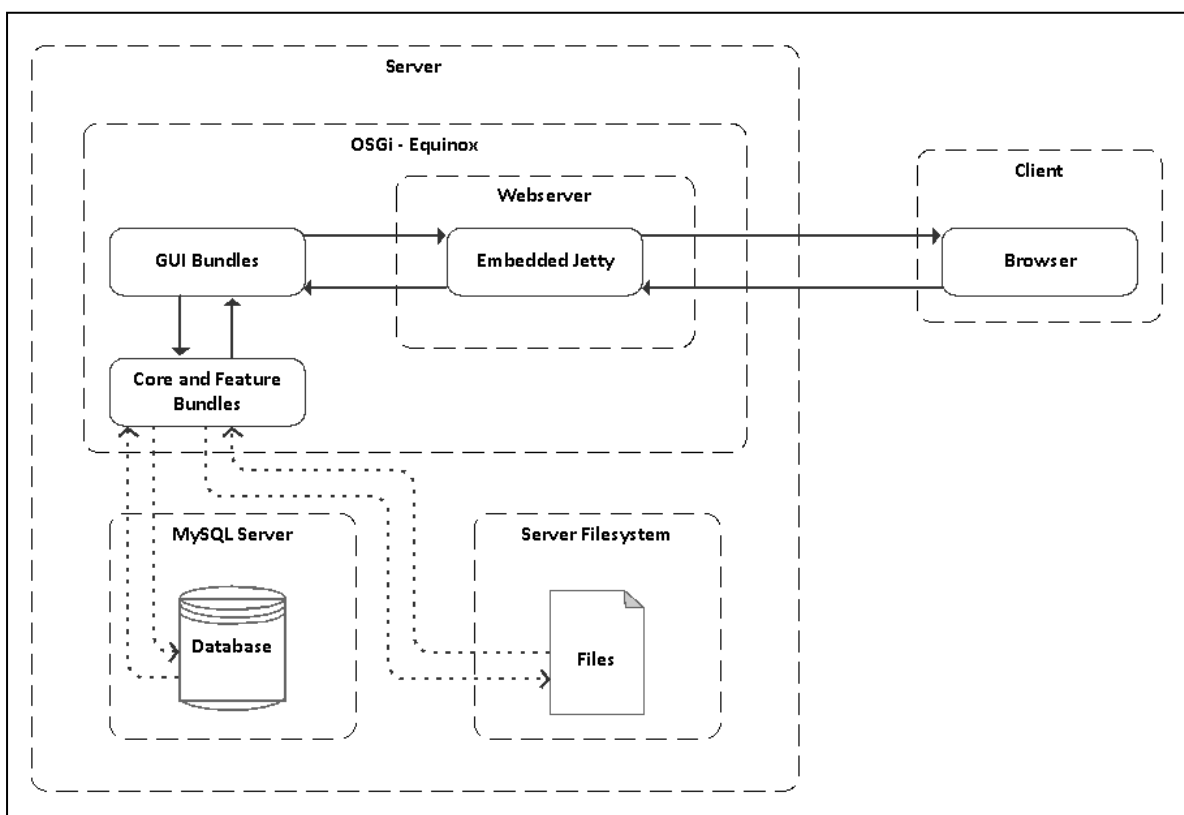 Server
OSGi - Equinox
Client
Webserver
GUI Bundles
Embedded Jetty
Browser
Core and Feature
Bundles
MySQL Server
Server Filesystem
Database
Files